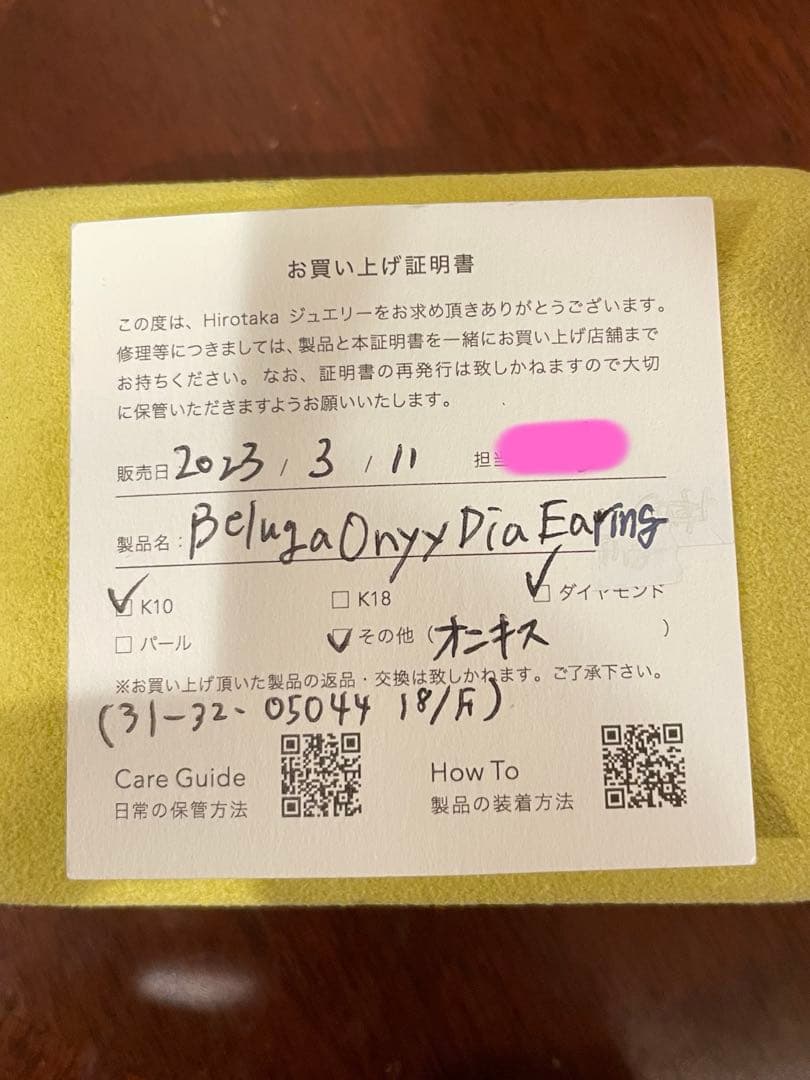 お買い上げ証明書
この度は、Hirotaka ジュエリーをお求め頂きありがとうございます。
修理等につきましては、製品と本証明書を一緒にお買い上げ店舗まで
お持ちください。なお、証明書の再発行は致しかねますので大切
に保管いただきますようお願いいたします。
販売日 2023 / 3 / 11 担当
製品名：Beluga Onyx Dia Earing
☑ K10 □ K18 ☑ ダイヤモンド
□ パール ☑ その他（オニキス ）
※お買い上げ頂いた製品の返品・交換は致しかねます。ご了承下さい。
(31-32-05044 18/F)
Care Guide How To
日常の保管方法 製品の装着方法